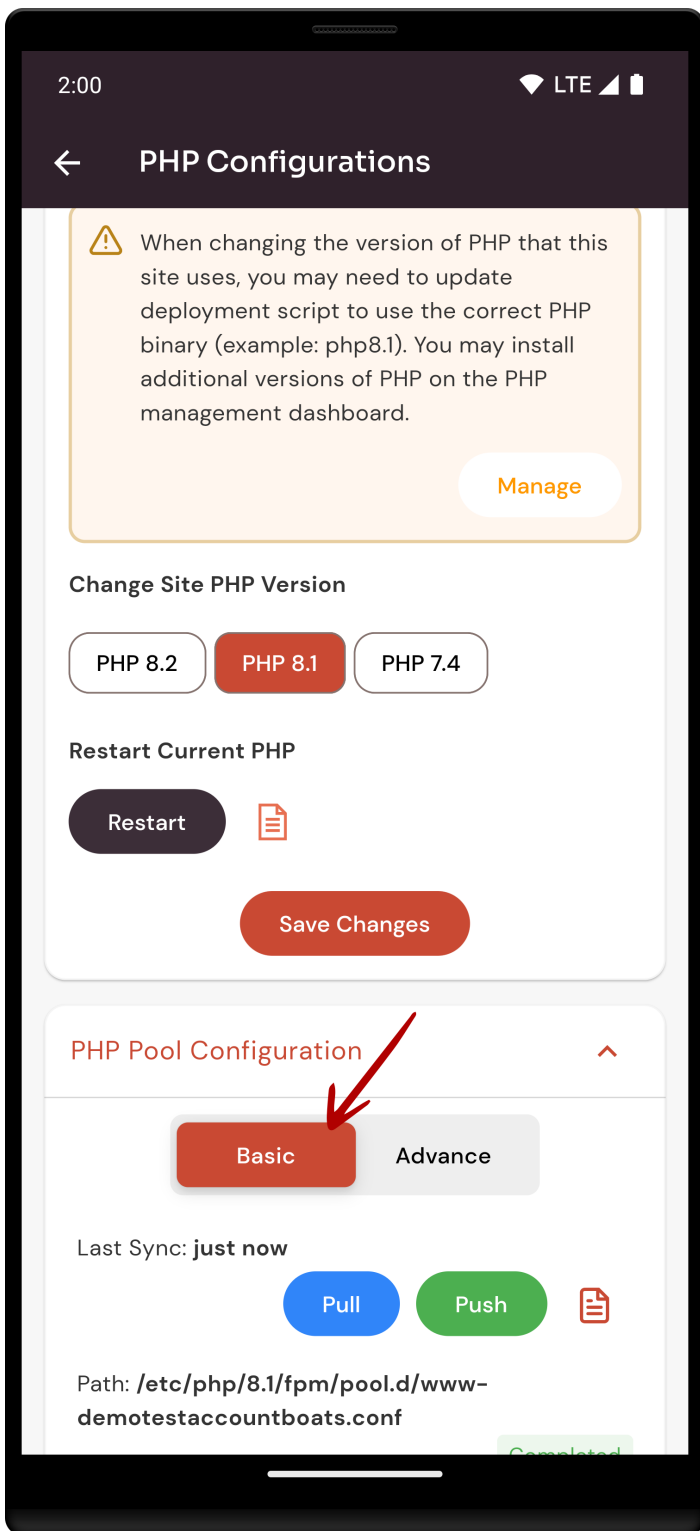 2:00
LTE
PHP Configurations
When changing the version of PHP that this
site uses, you may need to update
deployment script to use the correct PHP
binary (example: php8.1). You may install
additional versions of PHP on the PHP
management dashboard.
Manage
Change Site PHP Version
PHP 8.2
PHP 8.1
PHP 7.4
Restart Current PHP
Restart
Save Changes
PHP Pool Configuration
Basic
Advance
Last Sync: just now
Pull
Push
Path: /etc/php/8.1/fpm/pool.d/www-
demotestaccountboats.conf
Completed